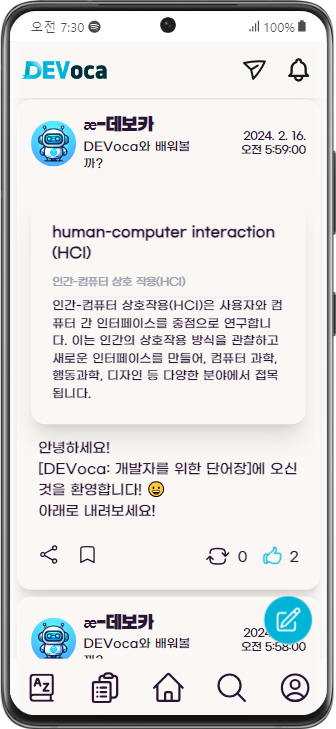 오전 7:30
100%
DEVoca
æ-데보카
DEVoca와 배워볼
까?
2024. 2. 16.
오전 5:59:00
human-computer interaction
(HCI)
인간-컴퓨터 상호 작용(HCI)
인간-컴퓨터 상호작용(HCI)은 사용자와 컴
퓨터 간 인터페이스를 중점으로 연구합니
다. 이는 인간의 상호작용 방식을 관찰하고
새로운 인터페이스를 만들어, 컴퓨터 과학,
행동과학, 디자인 등 다양한 분야에서 접목
됩니다.
안녕하세요!
[DEVoca: 개발자를 위한 단어장]에 오신
것을 환영합니다! 😀
아래로 내려보세요!
0
2
æ-데보카
DEVoca와 배워볼
오전 5:58:00